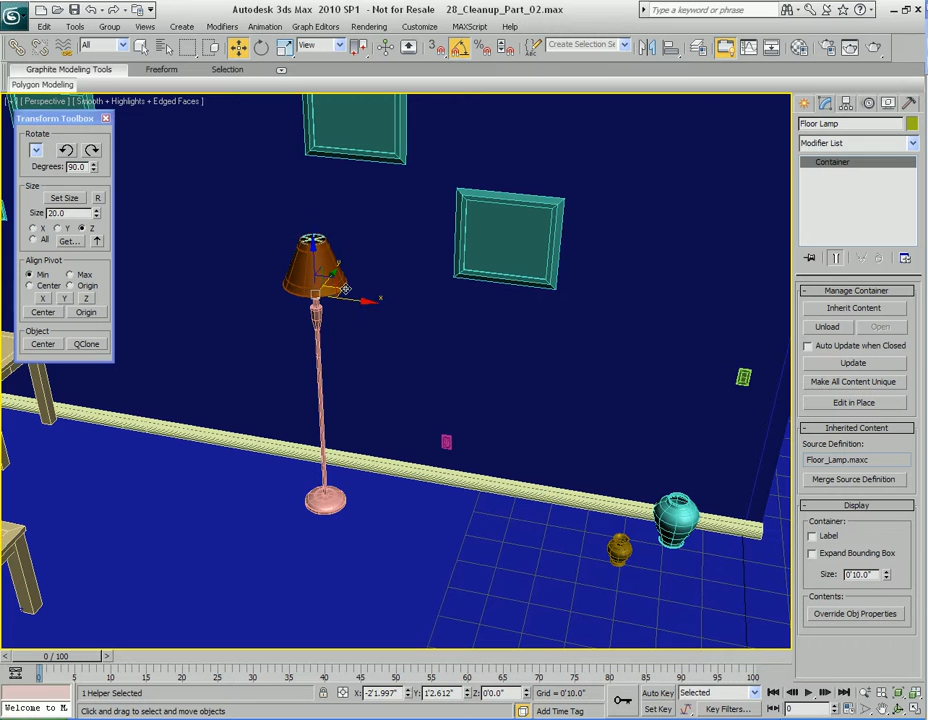 Autodesk 3ds Max 2010 SP1 - Not for Resale 28_Cleanup_Part_02.max
Type a keyword or phrase
Edit Tools Group Views Create Modifiers Animation Graph Editors Rendering Customize MAXScript Help
All View Create Selection Se
Graphite Modeling Tools Freeform Selection
Polygon Modeling
[ + ] [ Perspective ] [ Smooth + Highlights + Edged Faces ]
Transform Toolbox
Rotate
Degrees: 90.0
Size
Set Size R
Size 20.0
X Y Z
All Get...
Align Pivot
Min Max
Center Origin
X Y Z
Center Origin
Object
Center QClone
y
x
Floor Lamp
Modifier List
Container
Manage Container
Inherit Content
Unload Open
Auto Update when Closed
Update
Make All Content Unique
Edit in Place
Inherited Content
Source Definition:
Floor_Lamp.maxc
Merge Source Definition
Display
Container:
Label
Expand Bounding Box
Size: 0'10.0"
Contents:
Override Obj Properties
0 / 100
0 5 10 15 20 25 30 35 40 45 50 55 60 65 70 75 80 85 90 95 100
1 Helper Selected X: -2'1.997" Y: 1'2.612" Z: 0'0.0" Grid = 0'10.0" Auto Key Selected
Welcome to M Click and drag to select and move objects Add Time Tag Set Key Key Filters... 0